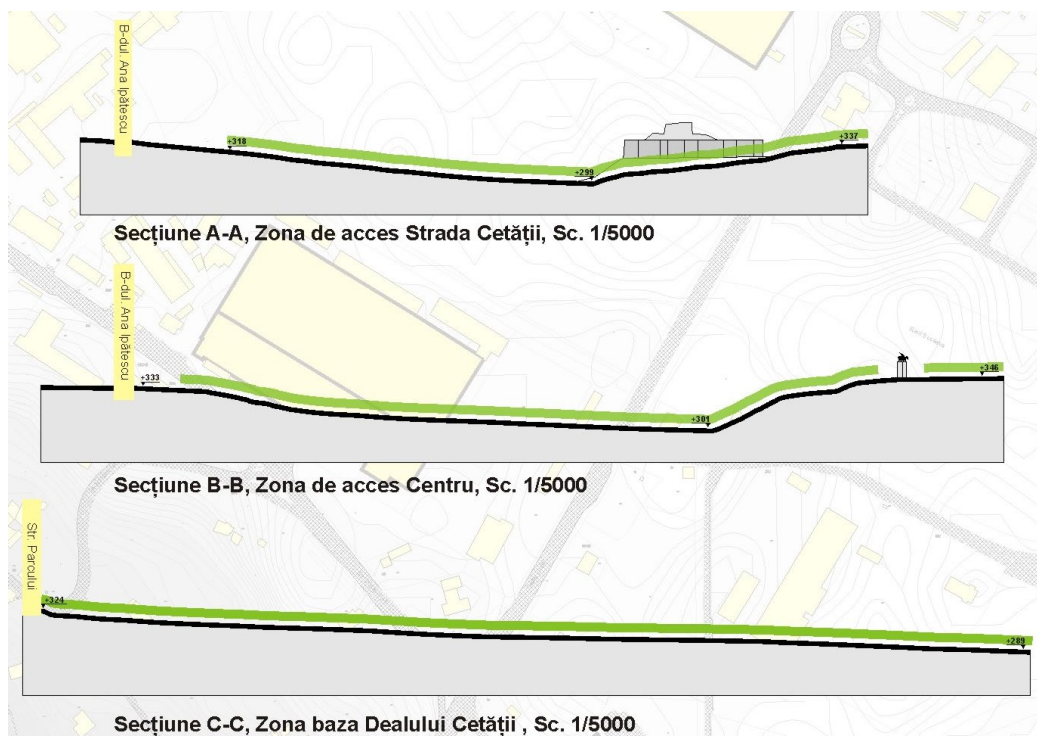 B-dul. Ana Ipătescu
+318
+299
+337
Secțiune A-A, Zona de acces Strada Cetății, Sc. 1/5000
B-dul. Ana Ipătescu
+333
+301
+346
Secțiune B-B, Zona de acces Centru, Sc. 1/5000
Str. Parcului
+324
+289
Secțiune C-C, Zona baza Dealului Cetății , Sc. 1/5000